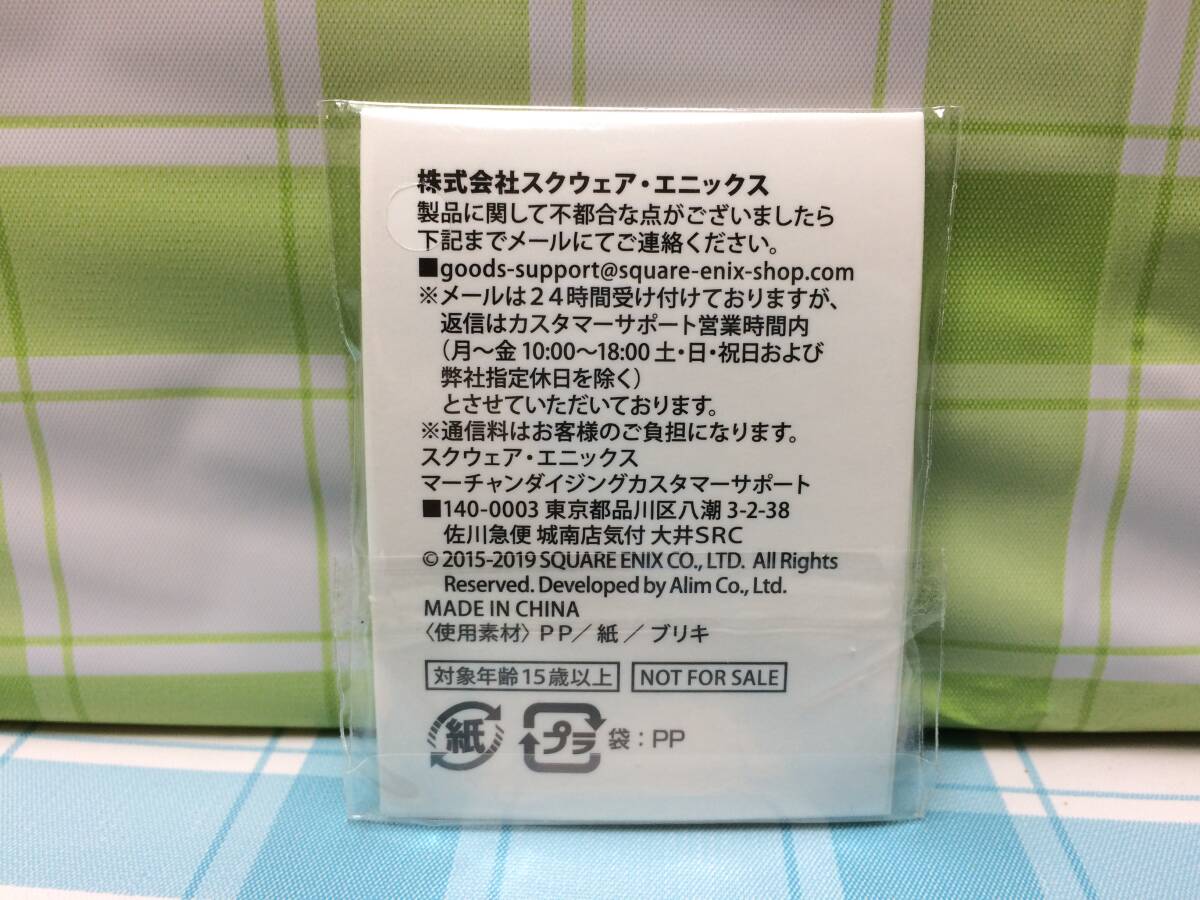 株式会社スクウェア・エニックス
製品に関して不都合な点がございましたら
下記までメールにてご連絡ください。
■goods-support@square-enix-shop.com
※メールは24時間受け付けておりますが、
返信はカスタマーサポート営業時間内
（月～金 10:00～18:00 土・日・祝日および
弊社指定休日を除く）
とさせていただいております。
※通信料はお客様のご負担になります。
スクウェア・エニックス
マーチャンダイジングカスタマーサポート
■140-0003 東京都品川区八潮 3-2-38
佐川急便 城南店気付 大井SRC
© 2015-2019 SQUARE ENIX CO., LTD. All Rights
Reserved. Developed by Alim Co., Ltd.
MADE IN CHINA
〈使用素材〉PP／紙／ブリキ
対象年齢15歳以上 NOT FOR SALE
紙 プラ 袋：PP